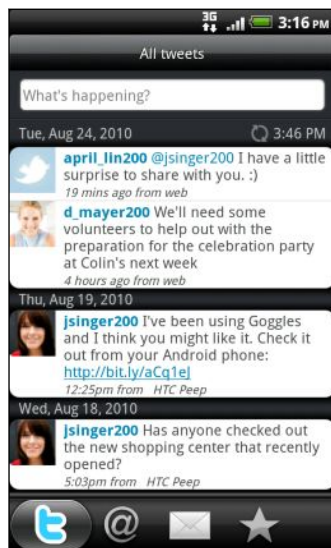 3G 3:16 PM
All tweets
What's happening?
Tue, Aug 24, 2010 3:46 PM
april_lin200 @jsinger200 I have a little
surprise to share with you. :)
19 mins ago from web
d_mayer200 We'll need some
volunteers to help out with the
preparation for the celebration party
at Colin's next week
4 hours ago from web
Thu, Aug 19, 2010
jsinger200 I've been using Goggles
and I think you might like it. Check it
out from your Android phone:
http://bit.ly/aCq1eJ
12:25pm from HTC Peep
Wed, Aug 18, 2010
jsinger200 Has anyone checked out
the new shopping center that recently
opened?
5:03pm from HTC Peep
t @